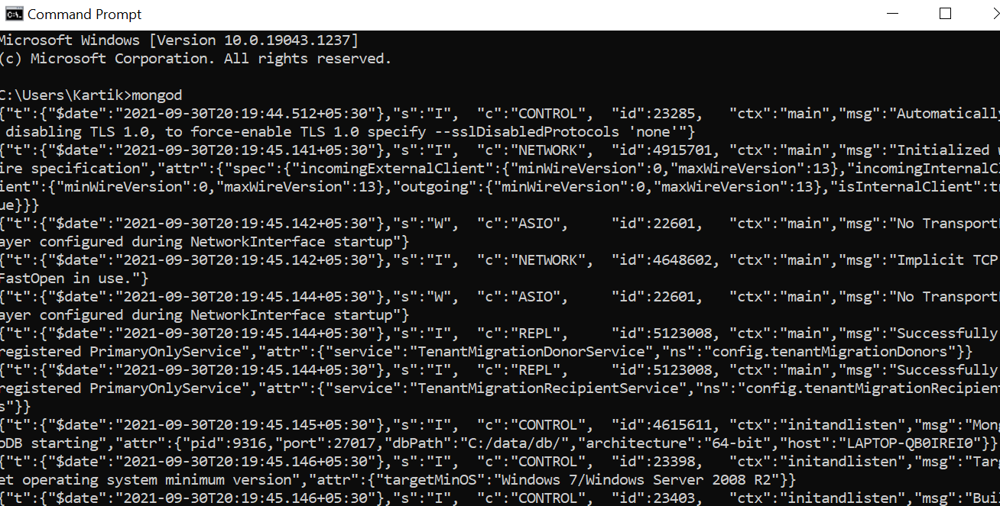 Command Prompt
Microsoft Windows [Version 10.0.19043.1237]
(c) Microsoft Corporation. All rights reserved.
C:\Users\Kartik>mongod
{"t":{"$date":"2021-09-30T20:19:44.512+05:30"},"s":"I",  "c":"CONTROL",  "id":23285,   "ctx":"main","msg":"Automatically
disabling TLS 1.0, to force-enable TLS 1.0 specify --sslDisabledProtocols 'none'"}
{"t":{"$date":"2021-09-30T20:19:45.141+05:30"},"s":"I",  "c":"NETWORK",  "id":4915701, "ctx":"main","msg":"Initialized w
ire specification","attr":{"spec":{"incomingExternalClient":{"minWireVersion":0,"maxWireVersion":13},"incomingInternalCl
ient":{"minWireVersion":0,"maxWireVersion":13},"outgoing":{"minWireVersion":0,"maxWireVersion":13},"isInternalClient":tr
ue}}}
{"t":{"$date":"2021-09-30T20:19:45.142+05:30"},"s":"W",  "c":"ASIO",     "id":22601,   "ctx":"main","msg":"No TransportL
ayer configured during NetworkInterface startup"}
{"t":{"$date":"2021-09-30T20:19:45.142+05:30"},"s":"I",  "c":"NETWORK",  "id":4648602, "ctx":"main","msg":"Implicit TCP
FastOpen in use."}
{"t":{"$date":"2021-09-30T20:19:45.144+05:30"},"s":"W",  "c":"ASIO",     "id":22601,   "ctx":"main","msg":"No TransportL
ayer configured during NetworkInterface startup"}
{"t":{"$date":"2021-09-30T20:19:45.144+05:30"},"s":"I",  "c":"REPL",     "id":5123008, "ctx":"main","msg":"Successfully
registered PrimaryOnlyService","attr":{"service":"TenantMigrationDonorService","ns":"config.tenantMigrationDonors"}}
{"t":{"$date":"2021-09-30T20:19:45.144+05:30"},"s":"I",  "c":"REPL",     "id":5123008, "ctx":"main","msg":"Successfully
registered PrimaryOnlyService","attr":{"service":"TenantMigrationRecipientService","ns":"config.tenantMigrationRecipient
s"}}
{"t":{"$date":"2021-09-30T20:19:45.145+05:30"},"s":"I",  "c":"CONTROL",  "id":4615611, "ctx":"initandlisten","msg":"Mong
oDB starting","attr":{"pid":9316,"port":27017,"dbPath":"C:/data/db/","architecture":"64-bit","host":"LAPTOP-QB0IREI0"}}
{"t":{"$date":"2021-09-30T20:19:45.146+05:30"},"s":"I",  "c":"CONTROL",  "id":23398,   "ctx":"initandlisten","msg":"Targ
et operating system minimum version","attr":{"targetMinOS":"Windows 7/Windows Server 2008 R2"}}
{"t":{"$date":"2021-09-30T20:19:45.146+05:30"},"s":"I",  "c":"CONTROL",  "id":23403,   "ctx":"initandlisten","msg":"Bui